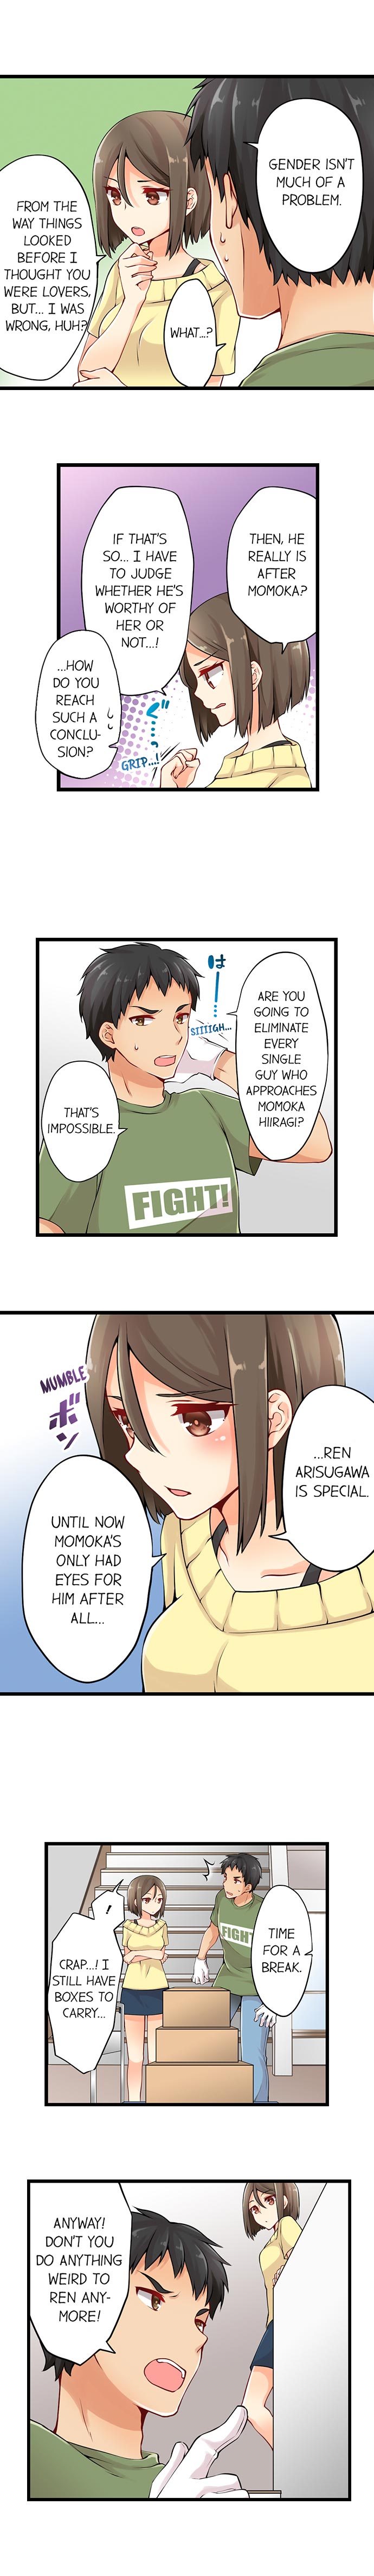 GENDER ISN'T
MUCH OF A
PROBLEM.
WHAT...?
FROM THE
WAY THINGS
LOOKED
BEFORE I
THOUGHT YOU
WERE LOVERS,
BUT... I WAS
WRONG, HUH?
THEN, HE
REALLY IS
AFTER
MOMOKA?
IF THAT'S
SO... I HAVE
TO JUDGE
WHETHER HE'S
WORTHY OF
HER OR
NOT...!
...HOW
DO YOU
REACH
SUCH A
CONCLU-
SION?
ぐ…っ
GRIP...!
ARE YOU
GOING TO
ELIMINATE
EVERY
SINGLE
GUY WHO
APPROACHES
MOMOKA
HIIRAGI?
は
SIIIIGH...
THAT'S
IMPOSSIBLE.
FIGHT!
...REN
ARISUGAWA
IS SPECIAL.
MUMBLE
ボソ
UNTIL NOW
MOMOKA'S
ONLY HAD
EYES FOR
HIM AFTER
ALL...
TIME
FOR A
BREAK.
!
FIGHT
CRAP...! I
STILL HAVE
BOXES TO
CARRY...
ANYWAY!
DON'T YOU
DO ANYTHING
WEIRD TO
REN ANY-
MORE!